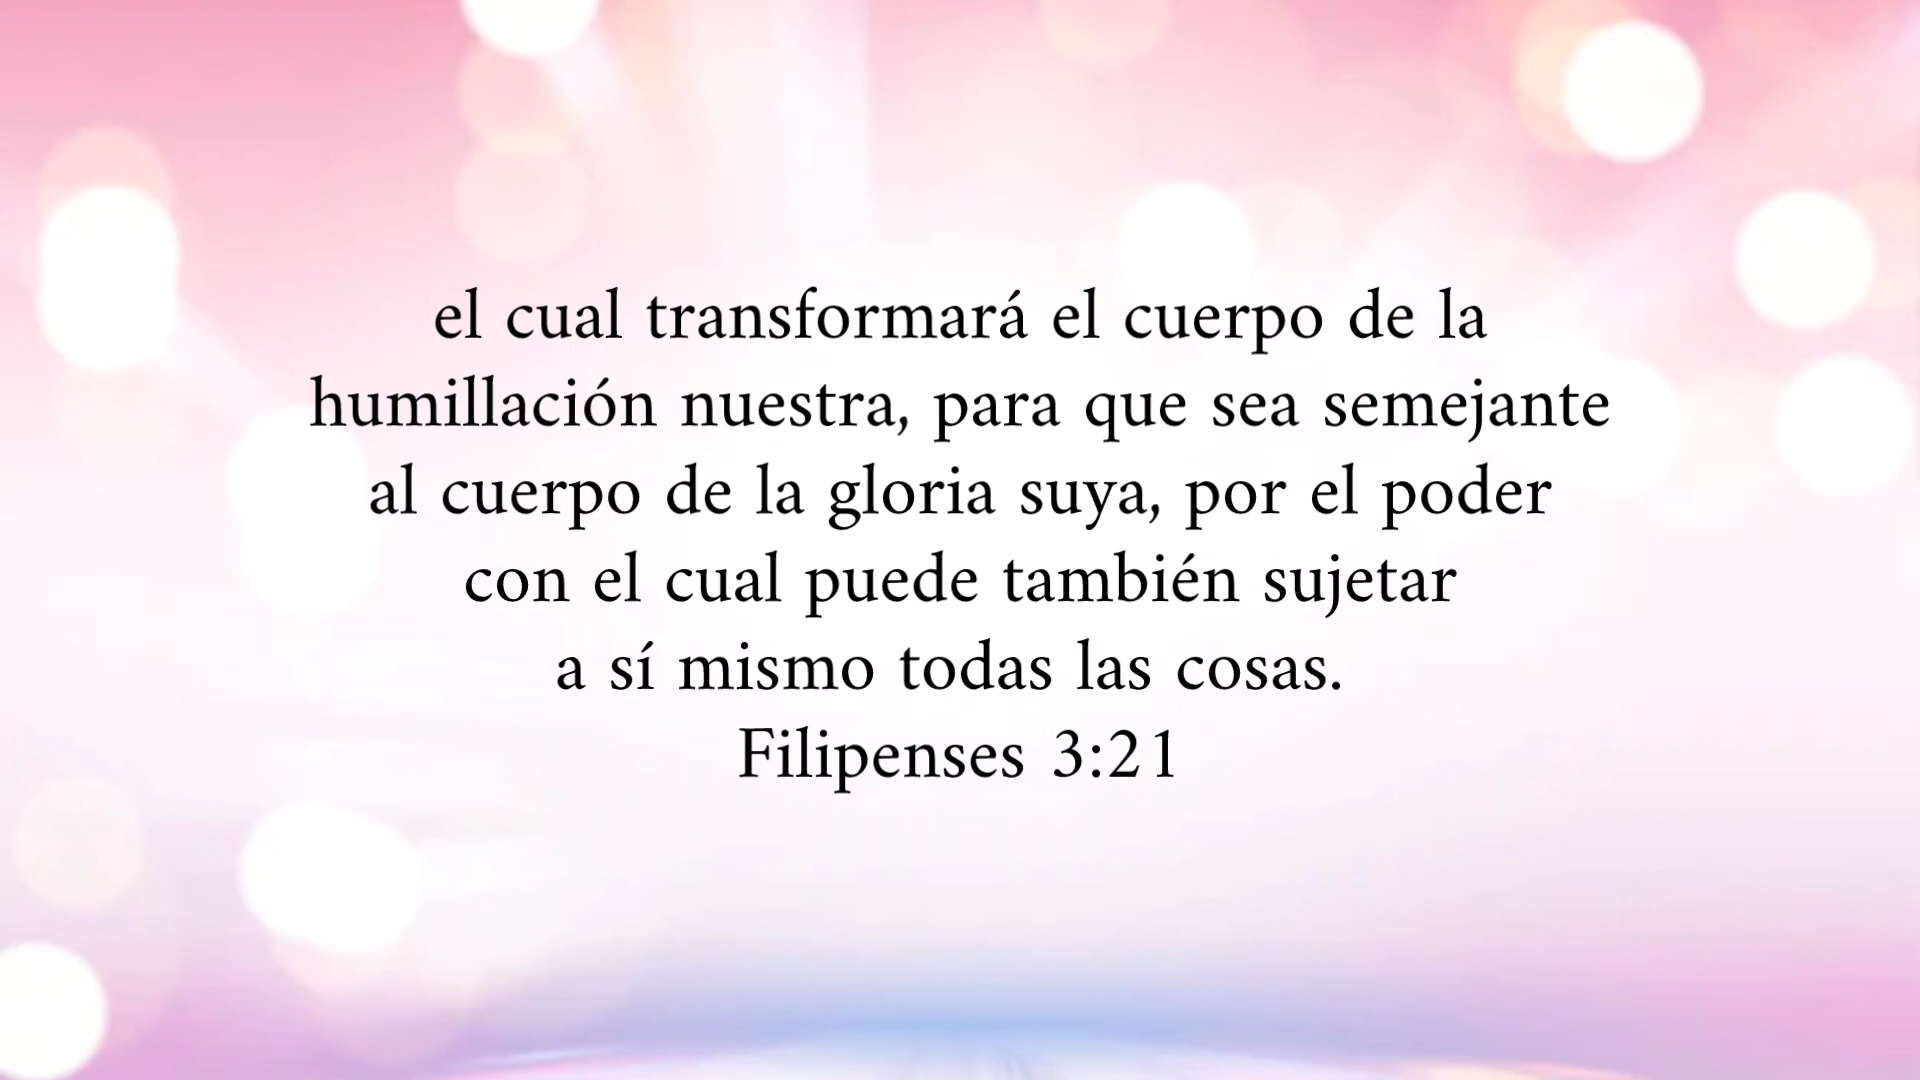 el cual transformará el cuerpo de la
humillación nuestra, para que sea semejante
al cuerpo de la gloria suya, por el poder
con el cual puede también sujetar
a sí mismo todas las cosas.
Filipenses 3:21